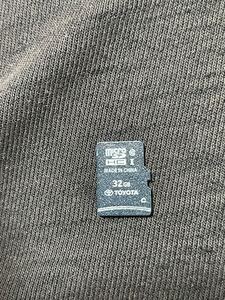 micro SD HC I
MADE IN CHINA
32GB
TOYOTA